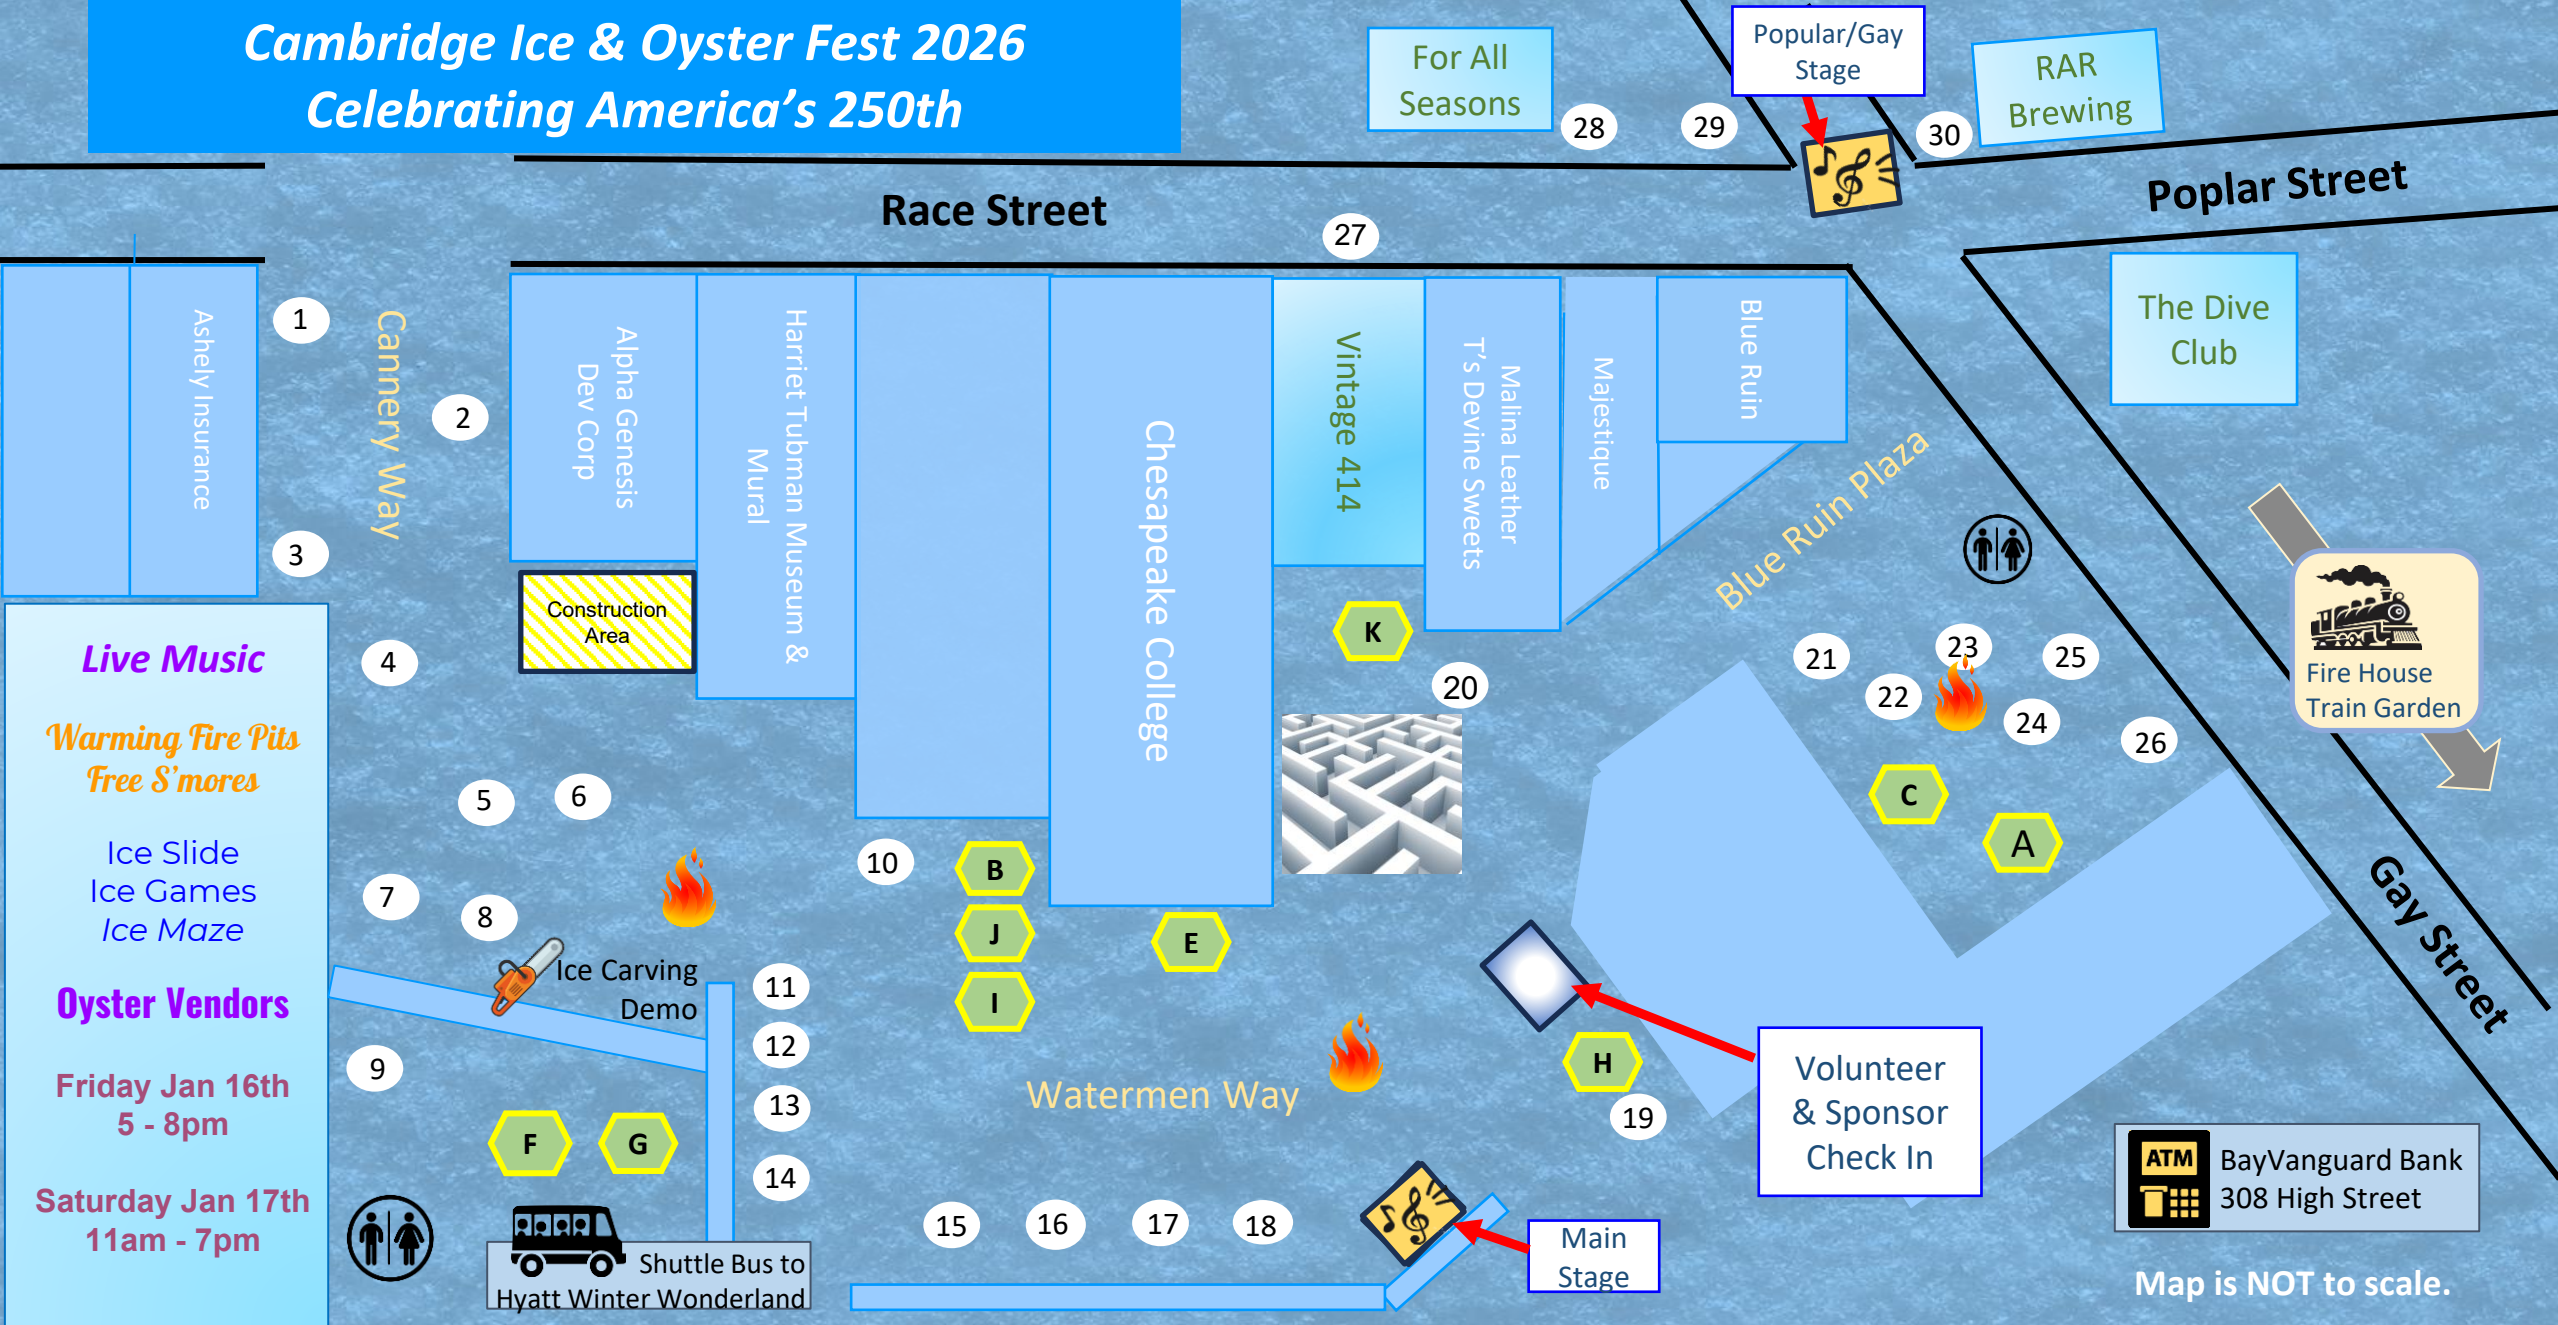 Cambridge Ice & Oyster Fest 2026
Celebrating America's 250th
For All
Seasons
Popular/Gay
Stage
RAR
Brewing
28
29
30
Race Street
Poplar Street
27
Ashely Insurance
1
Cannery Way
2
3
Alpha Genesis
Dev Corp
Harriet Tubman Museum &
Mural
Chesapeake College
Vintage 414
Malina Leather
T's Devine Sweets
Majestique
Blue Ruin
Blue Ruin Plaza
The Dive
Club
Construction
Area
K
4
20
21
22
23
24
25
26
Fire House
Train Garden
Live Music
Warming Fire Pits
Free S'mores
Ice Slide
Ice Games
Ice Maze
Oyster Vendors
Friday Jan 16th
5 - 8pm
Saturday Jan 17th
11am - 7pm
5
6
7
8
10
B
J
I
E
C
A
Ice Carving
Demo
9
11
12
13
14
F
G
Watermen Way
H
19
Volunteer
& Sponsor
Check In
Gay Street
15
16
17
18
Main
Stage
Shuttle Bus to
Hyatt Winter Wonderland
ATM
BayVanguard Bank
308 High Street
Map is NOT to scale.